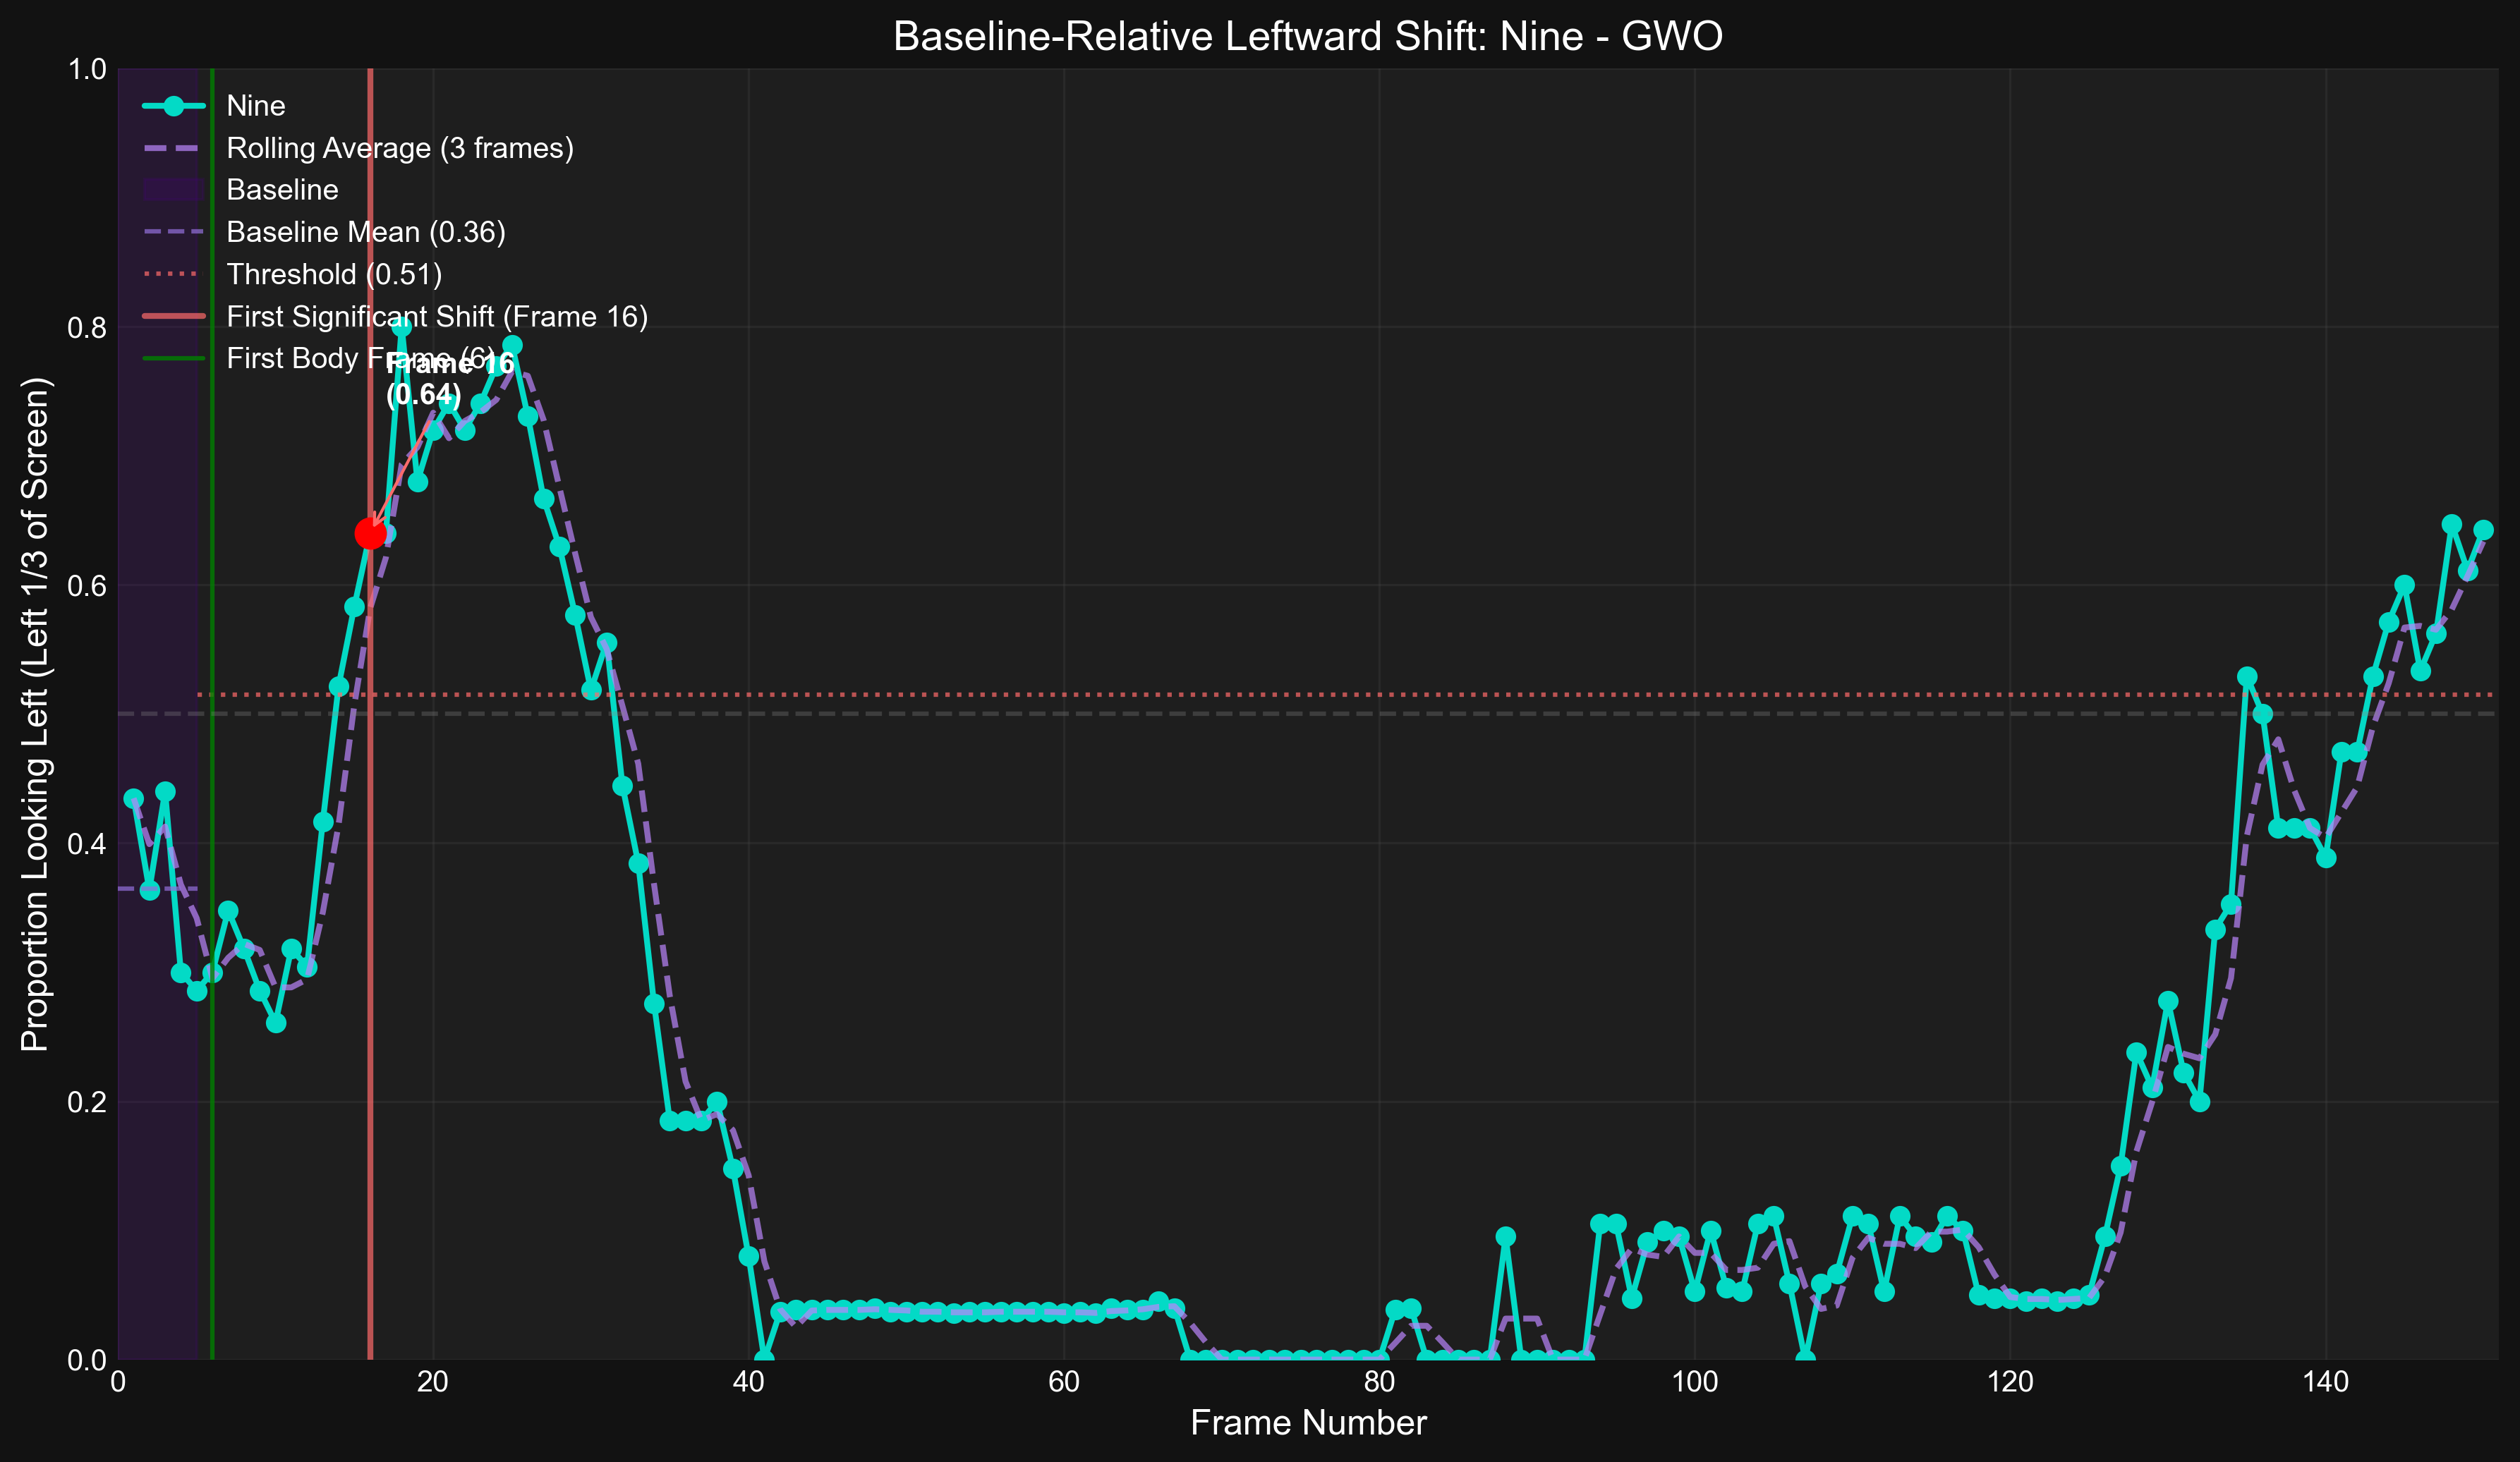 Baseline-Relative Leftward Shift: Nine - GWO
Proportion Looking Left (Left 1/3 of Screen)
1.0
0.8
0.6
0.4
0.2
0.0
Nine
Rolling Average (3 frames)
Baseline
Baseline Mean (0.36)
Threshold (0.51)
First Significant Shift (Frame 16)
First Body Frame (6)
Frame 16
(0.64)
0
20
40
60
80
100
120
140
Frame Number